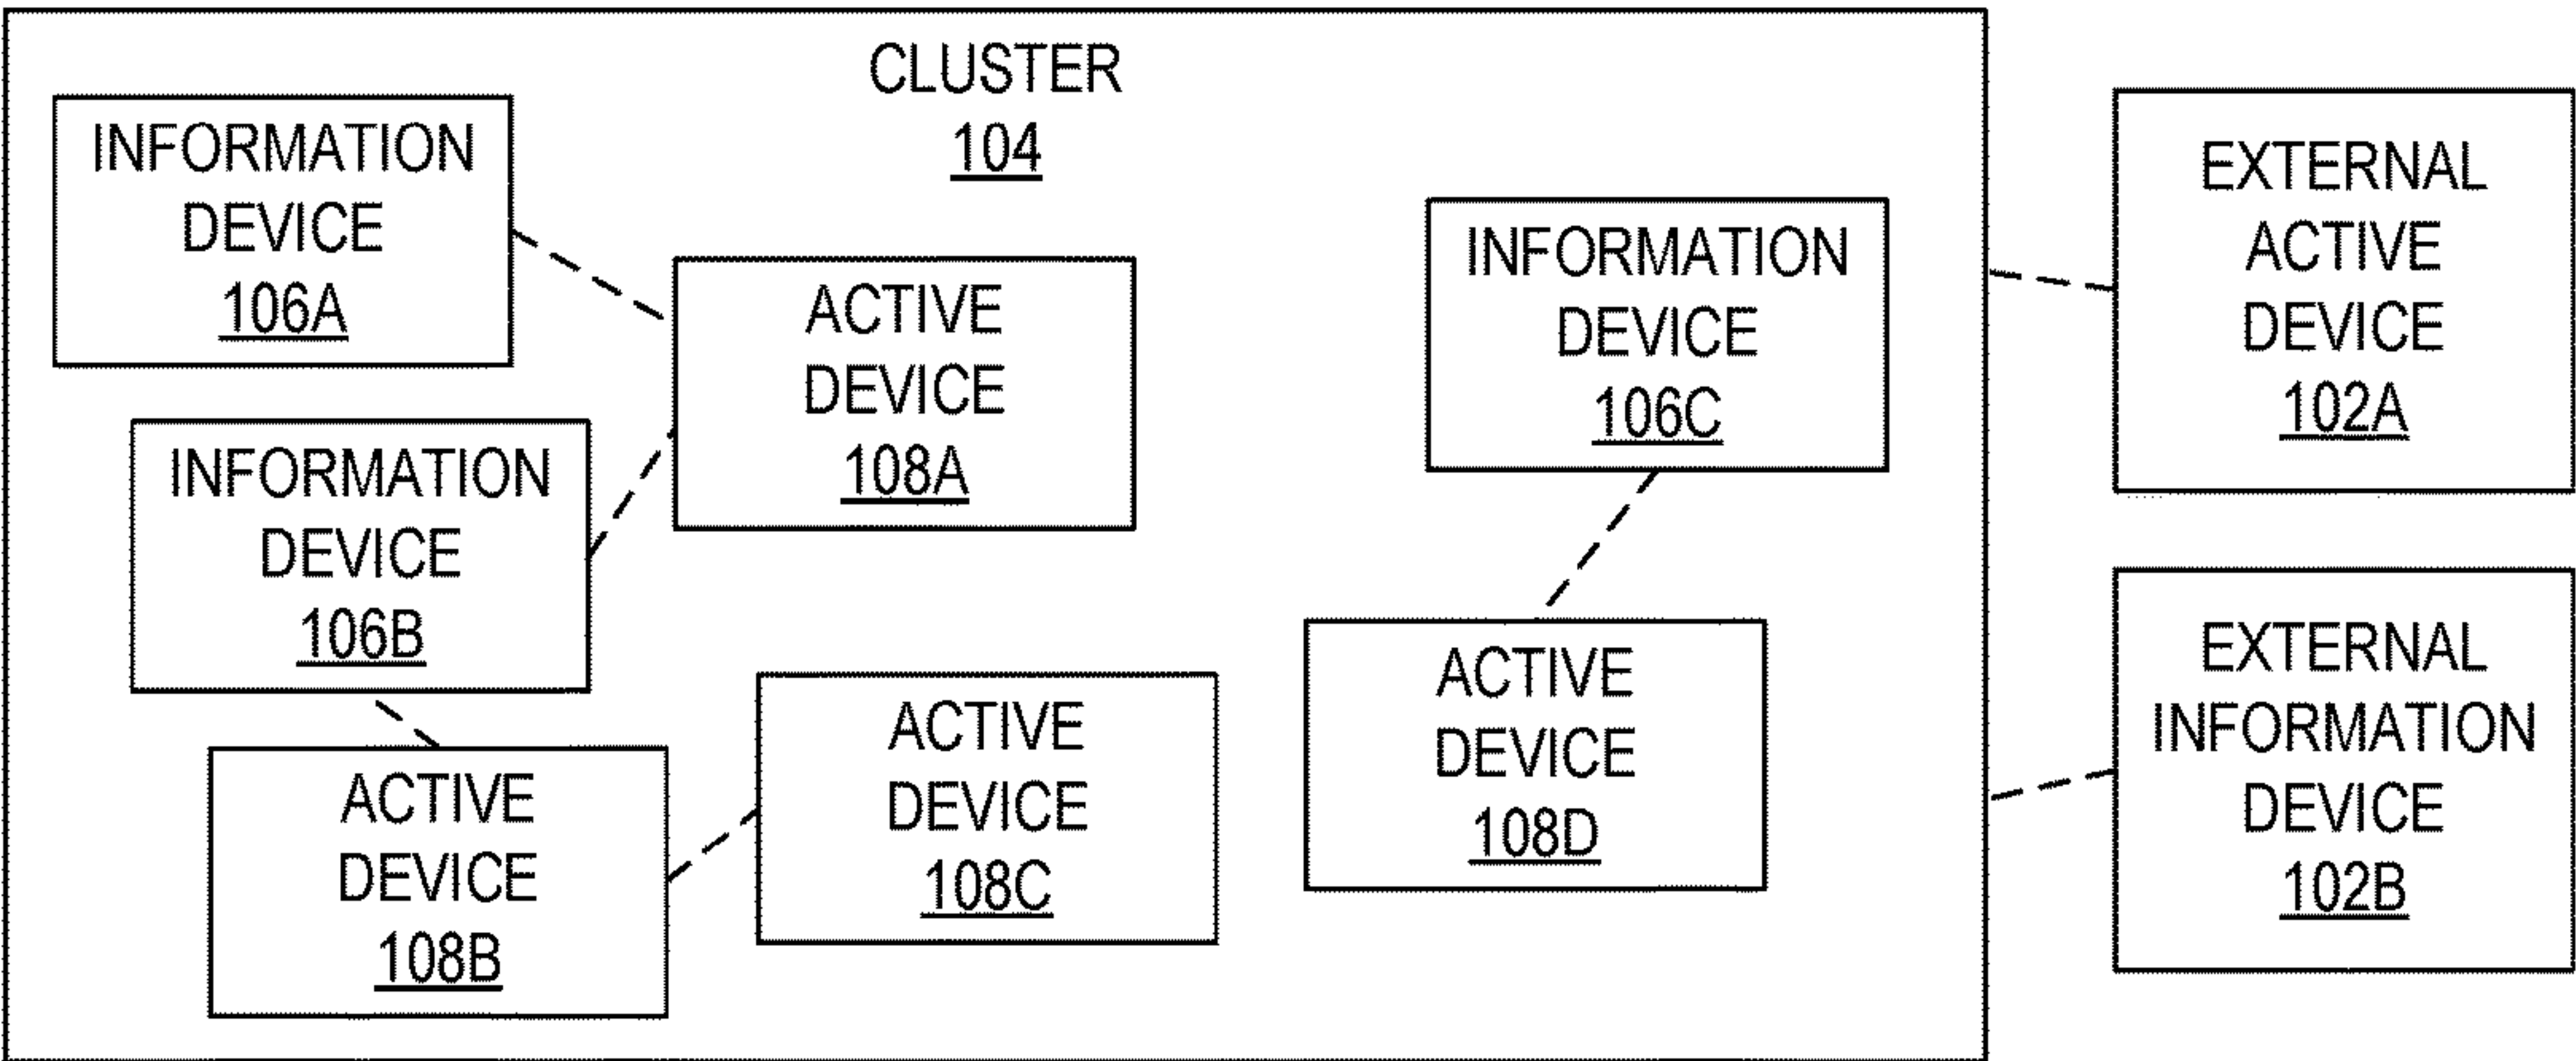 CLUSTER
104
INFORMATION
DEVICE
106A
ACTIVE
DEVICE
108A
INFORMATION
DEVICE
106B
ACTIVE
DEVICE
108B
ACTIVE
DEVICE
108C
INFORMATION
DEVICE
106C
ACTIVE
DEVICE
108D
EXTERNAL
ACTIVE
DEVICE
102A
EXTERNAL
INFORMATION
DEVICE
102B